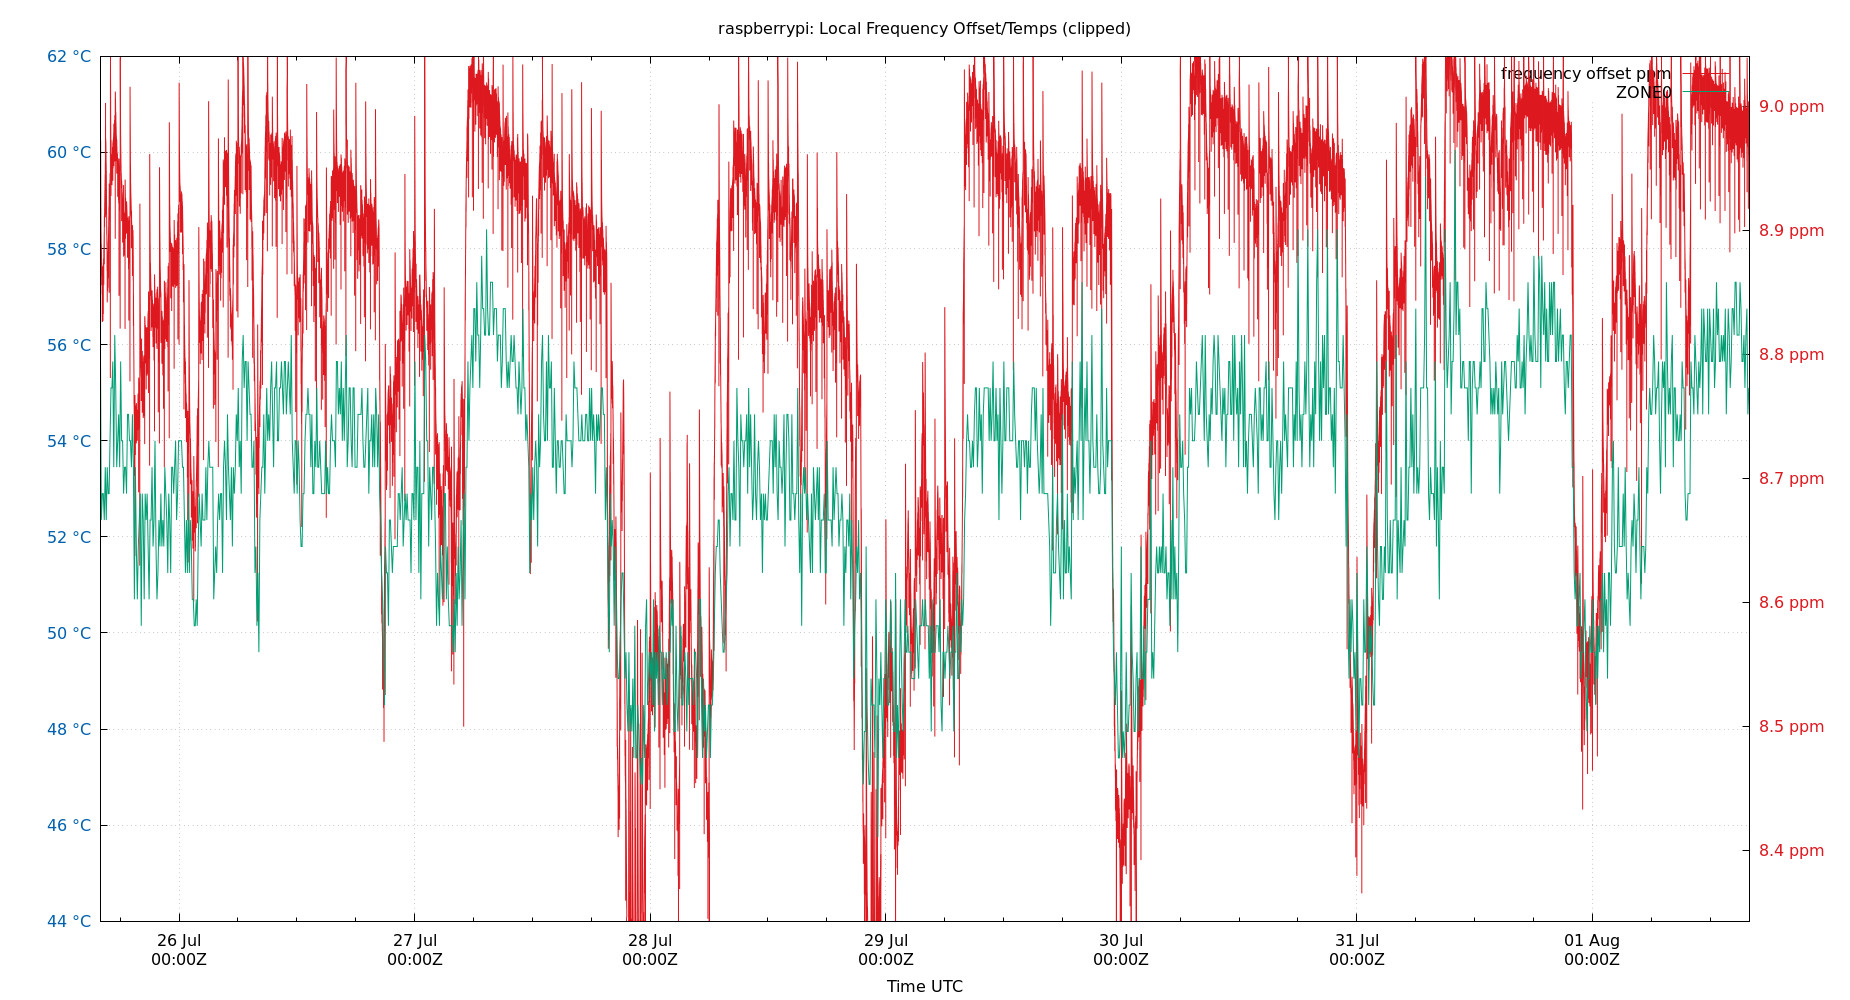 raspberrypi: Local Frequency Offset/Temps (clipped)
62 °C
60 °C
58 °C
56 °C
54 °C
52 °C
50 °C
48 °C
46 °C
44 °C
frequency offset ppm
ZONE0
9.0 ppm
8.9 ppm
8.8 ppm
8.7 ppm
8.6 ppm
8.5 ppm
8.4 ppm
26 Jul
00:00Z
27 Jul
00:00Z
28 Jul
00:00Z
29 Jul
00:00Z
30 Jul
00:00Z
31 Jul
00:00Z
01 Aug
00:00Z
Time UTC